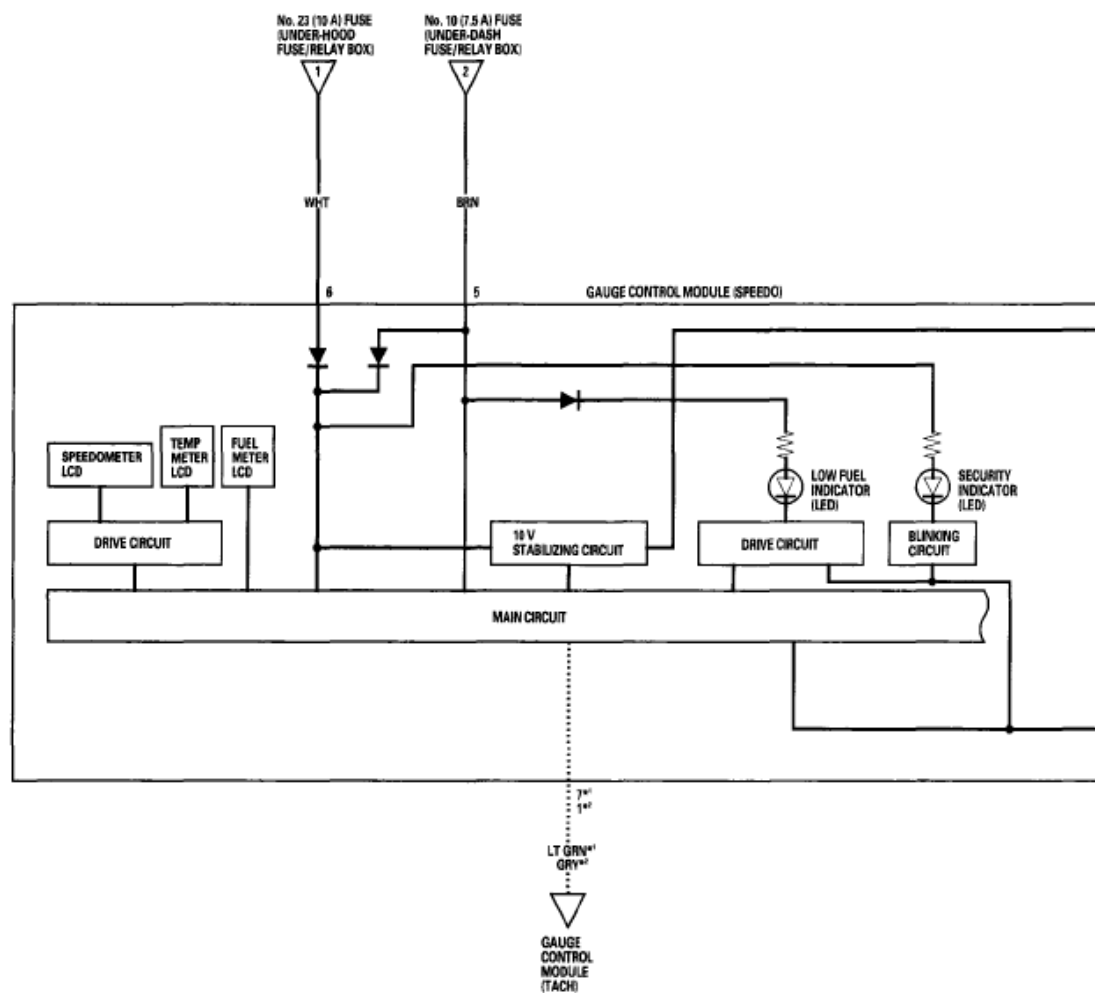 No. 23 (10 A) FUSE
(UNDER-HOOD
FUSE/RELAY BOX)
1
No. 10 (7.5 A) FUSE
(UNDER-DASH
FUSE/RELAY BOX)
2
WHT
BRN
6
5
GAUGE CONTROL MODULE (SPEEDO)
SPEEDOMETER
LCD
TEMP
METER
LCD
FUEL
METER
LCD
LOW FUEL
INDICATOR
(LED)
SECURITY
INDICATOR
(LED)
DRIVE CIRCUIT
10 V
STABILIZING CIRCUIT
DRIVE CIRCUIT
BLINKING
CIRCUIT
MAIN CIRCUIT
7*1
1*2
LT GRN*1
GRY*2
GAUGE
CONTROL
MODULE
(TACH)